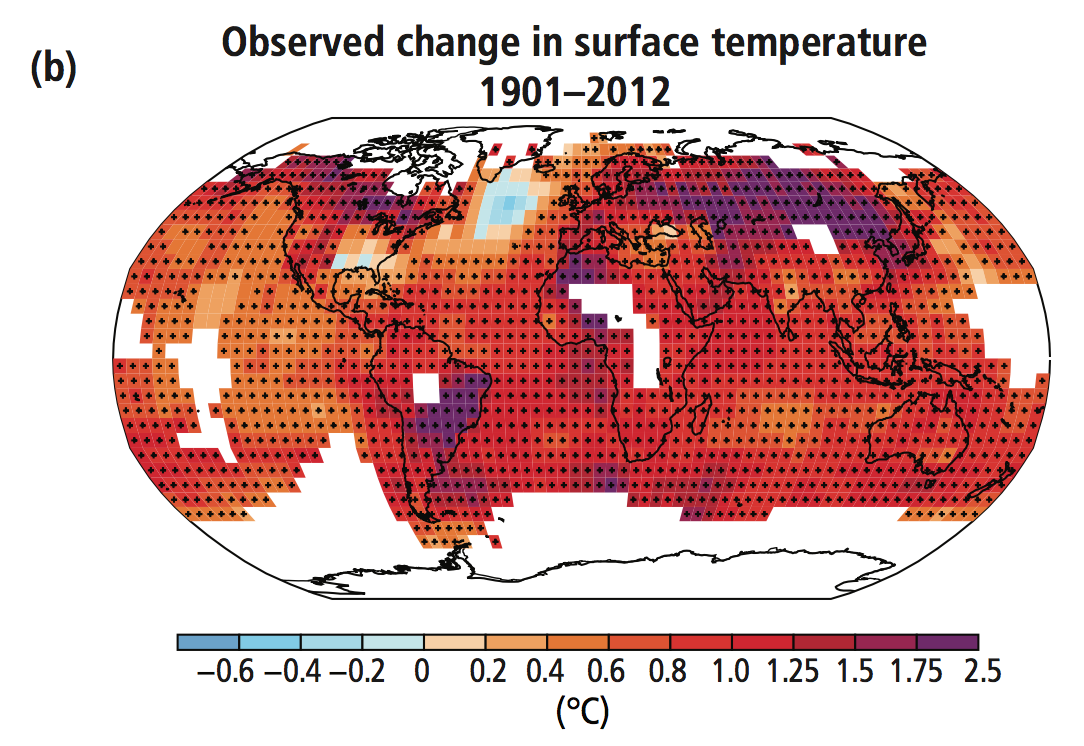 (b)
Observed change in surface temperature
1901–2012
−0.6 −0.4 −0.2 0 0.2 0.4 0.6 0.8 1.0 1.25 1.5 1.75 2.5
(°C)